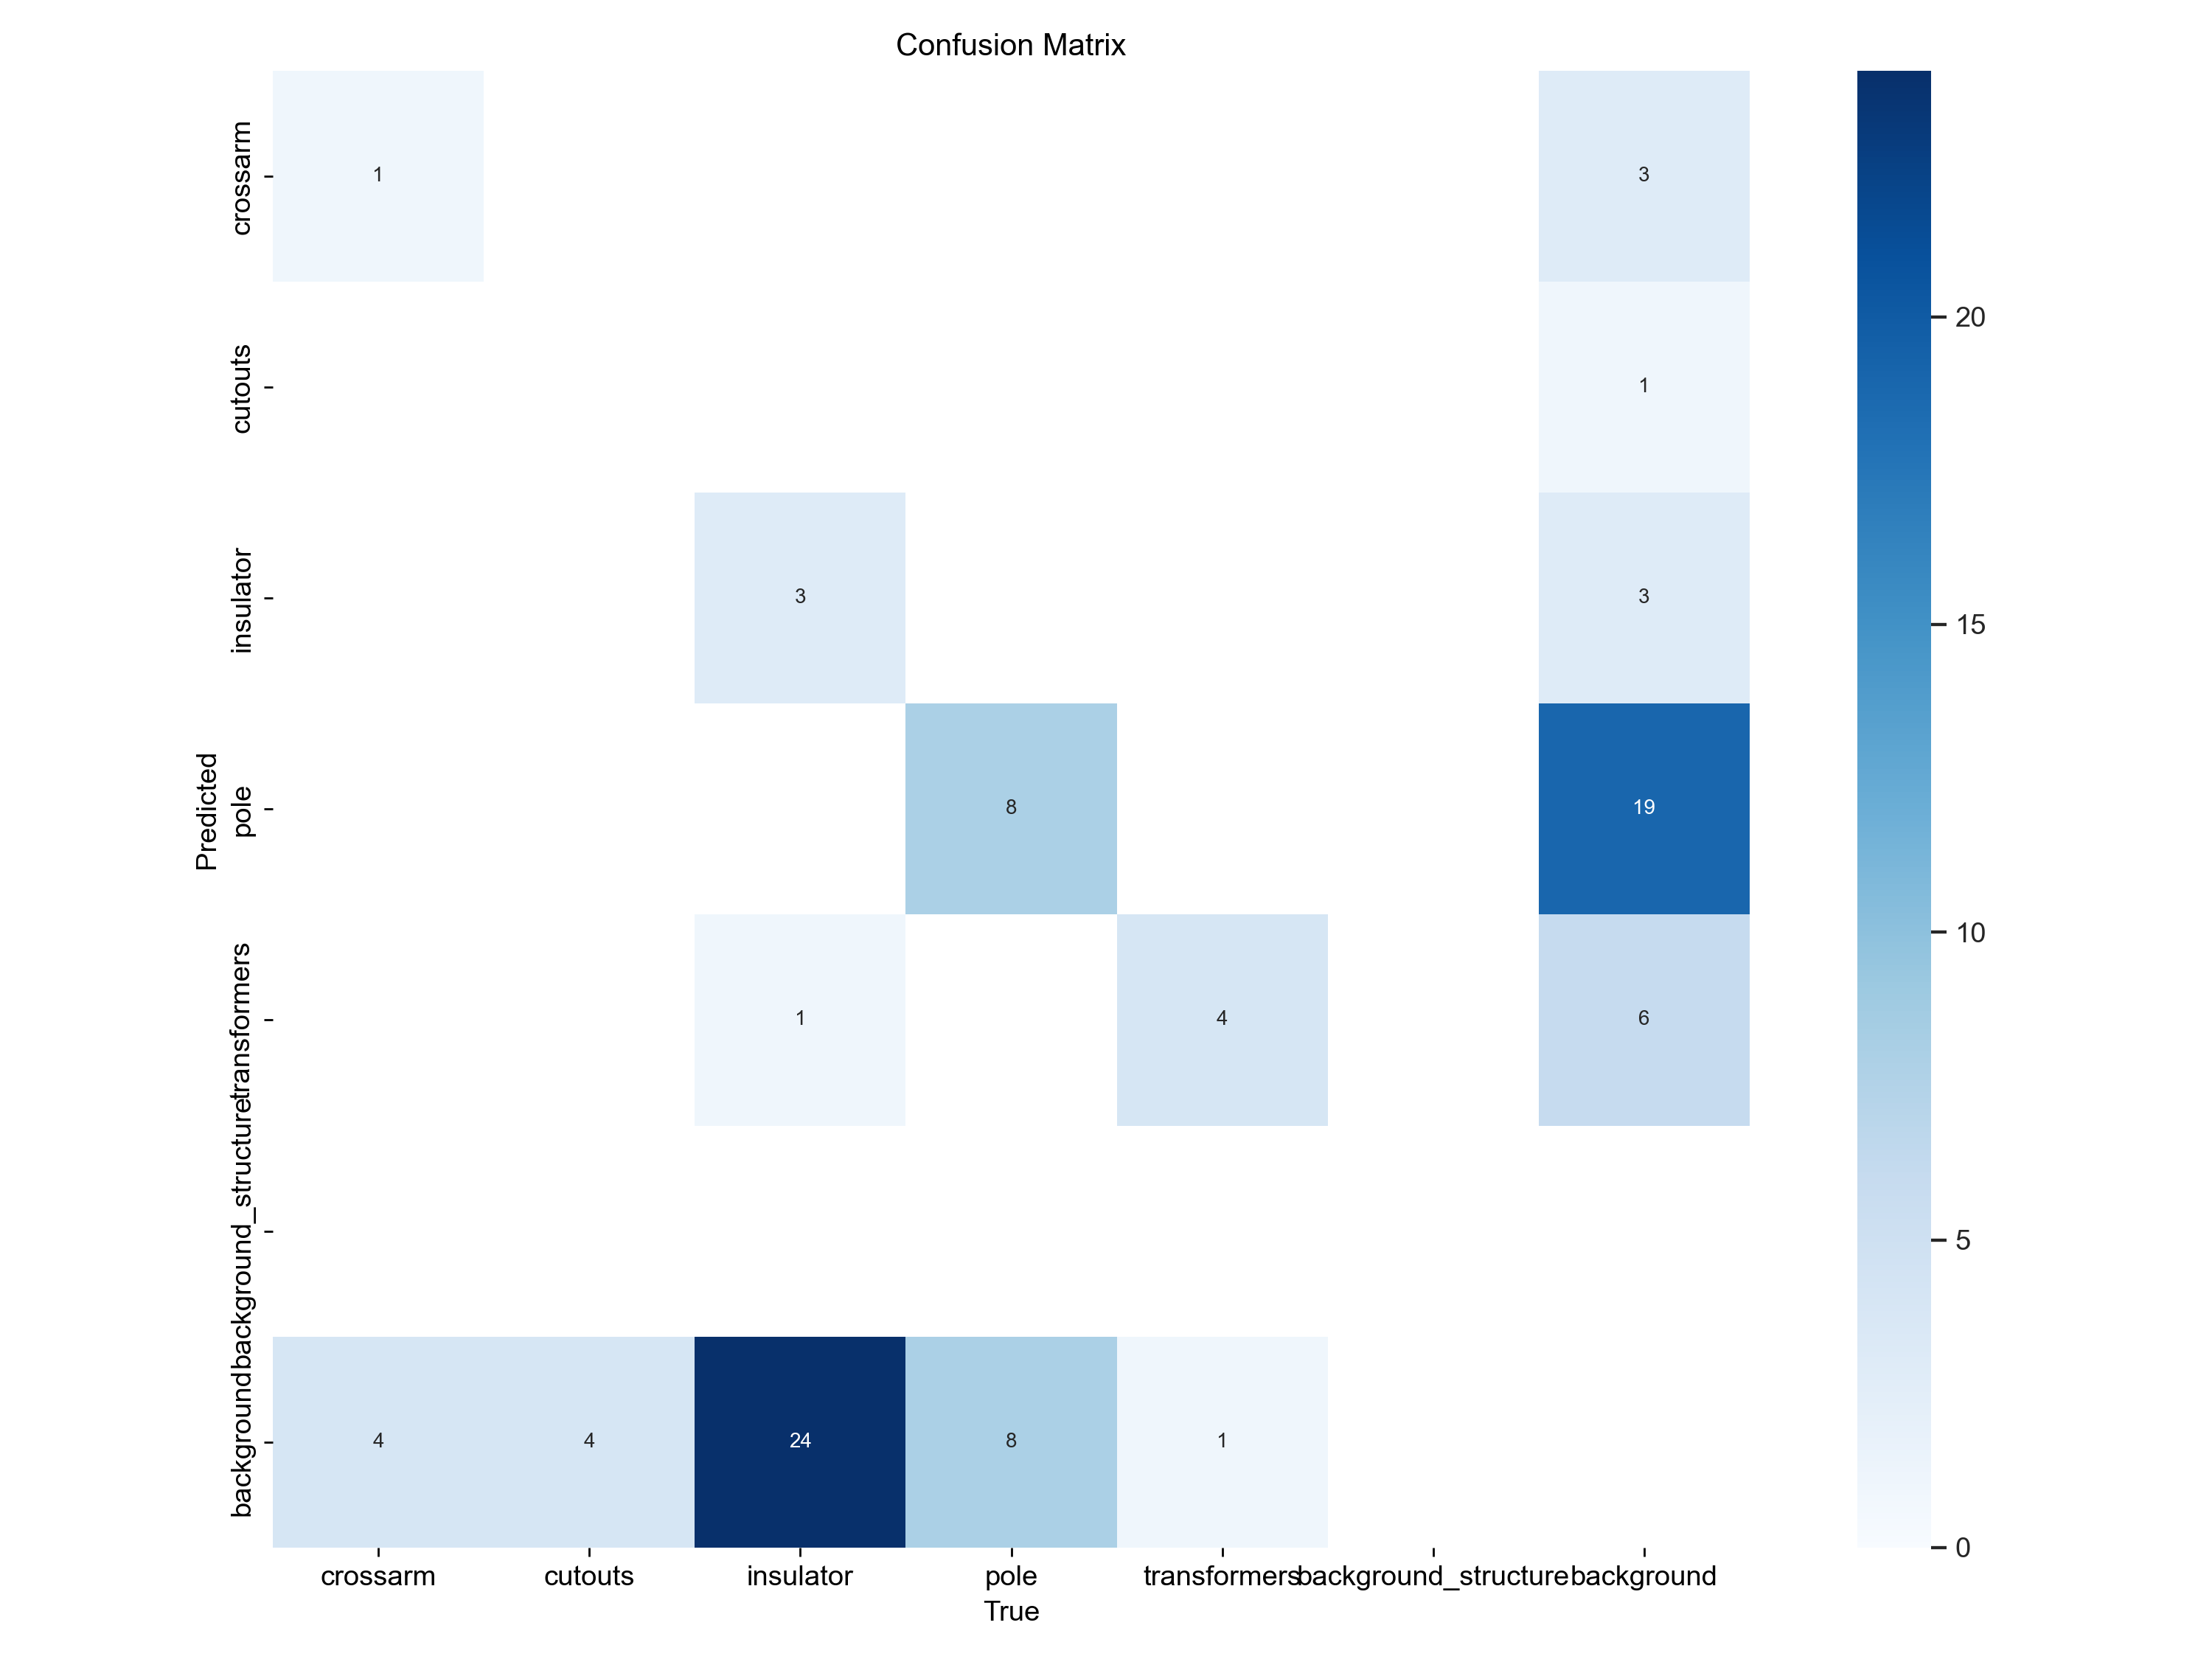 Confusion Matrix
crossarm
1
3
cutouts
1
insulator
3
3
Predicted
pole
8
19
transformers
1
4
6
background_structure
background
4
4
24
8
1
crossarm
cutouts
insulator
pole
transformers
background_structure
background
True
20
15
10
5
0